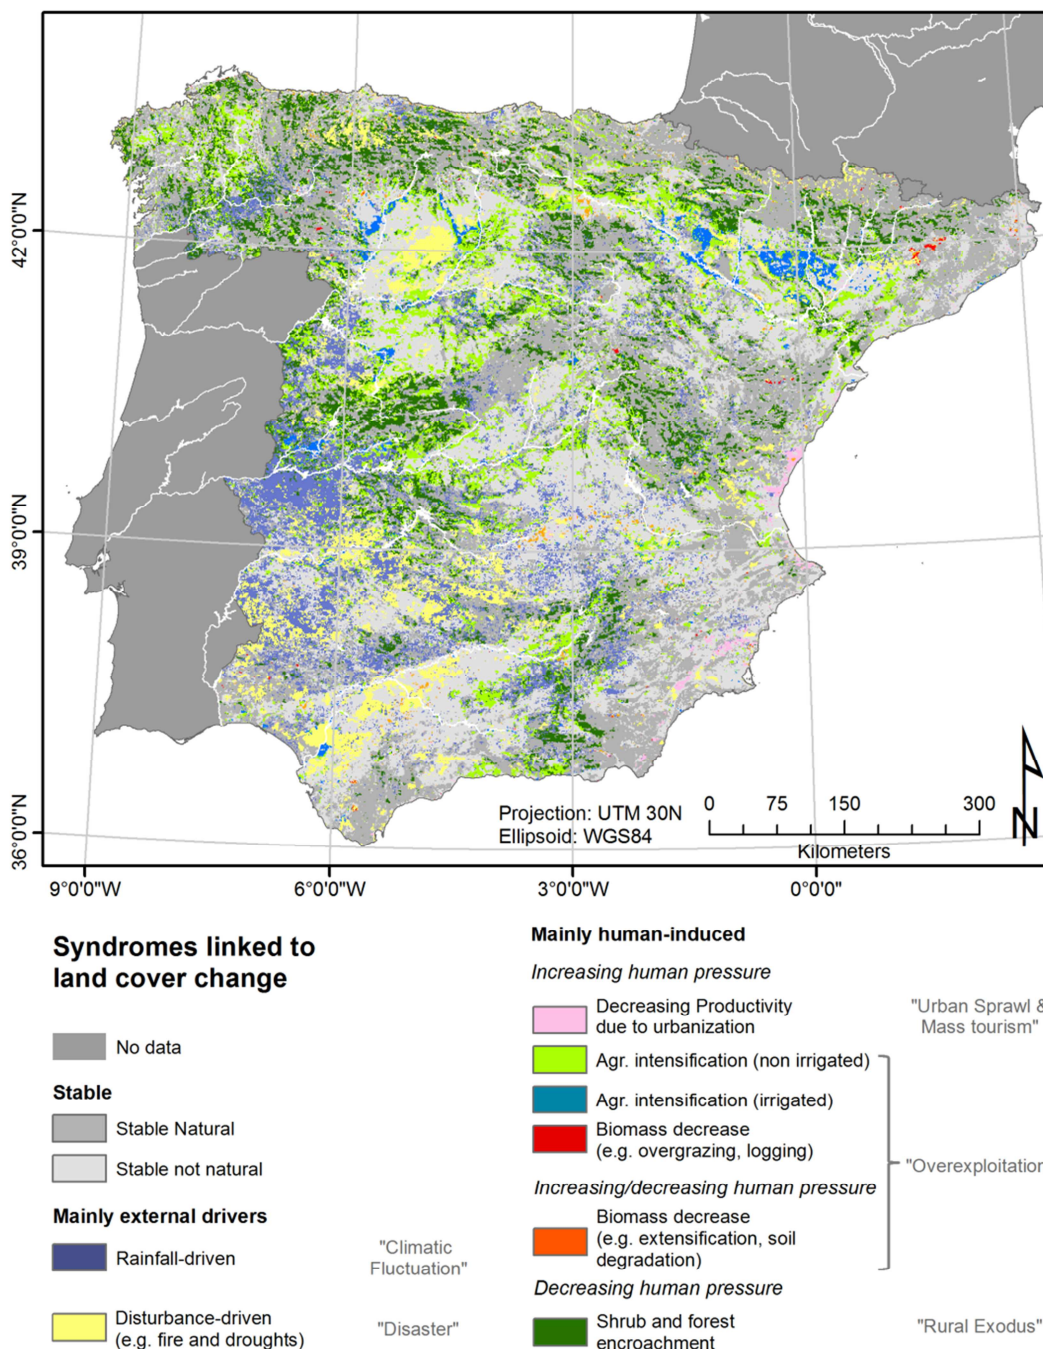 42°0'0"N
39°0'0"N
36°0'0"N
Projection: UTM 30N
Ellipsoid: WGS84
0 75 150 300
Kilometers
N
9°0'0"W 6°0'0"W 3°0'0"W 0°0'0"
Syndromes linked to
land cover change
No data
Stable
Stable Natural
Stable not natural
Mainly external drivers
Rainfall-driven
"Climatic
Fluctuation"
Disturbance-driven
(e.g. fire and droughts)
"Disaster"
Mainly human-induced
Increasing human pressure
Decreasing Productivity
due to urbanization
"Urban Sprawl &
Mass tourism"
Agr. intensification (non irrigated)
Agr. intensification (irrigated)
Biomass decrease
(e.g. overgrazing, logging)
"Overexploitation
Increasing/decreasing human pressure
Biomass decrease
(e.g. extensification, soil
degradation)
Decreasing human pressure
Shrub and forest
encroachment
"Rural Exodus"